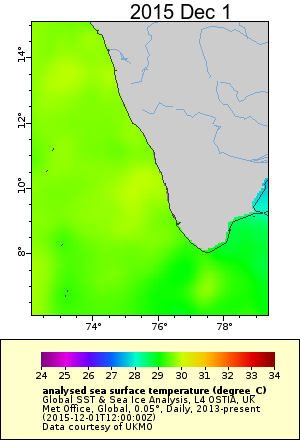 2015 Dec 1
14°
12°
10°
8°
74° 76° 78°
24 25 26 27 28 29 30 31 32 33 34
analysed sea surface temperature (degree_C)
Global SST & Sea Ice Analysis, L4 OSTIA, UK
Met Office, Global, 0.05°, Daily, 2013-present
(2015-12-01T12:00:00Z)
Data courtesy of UKMO